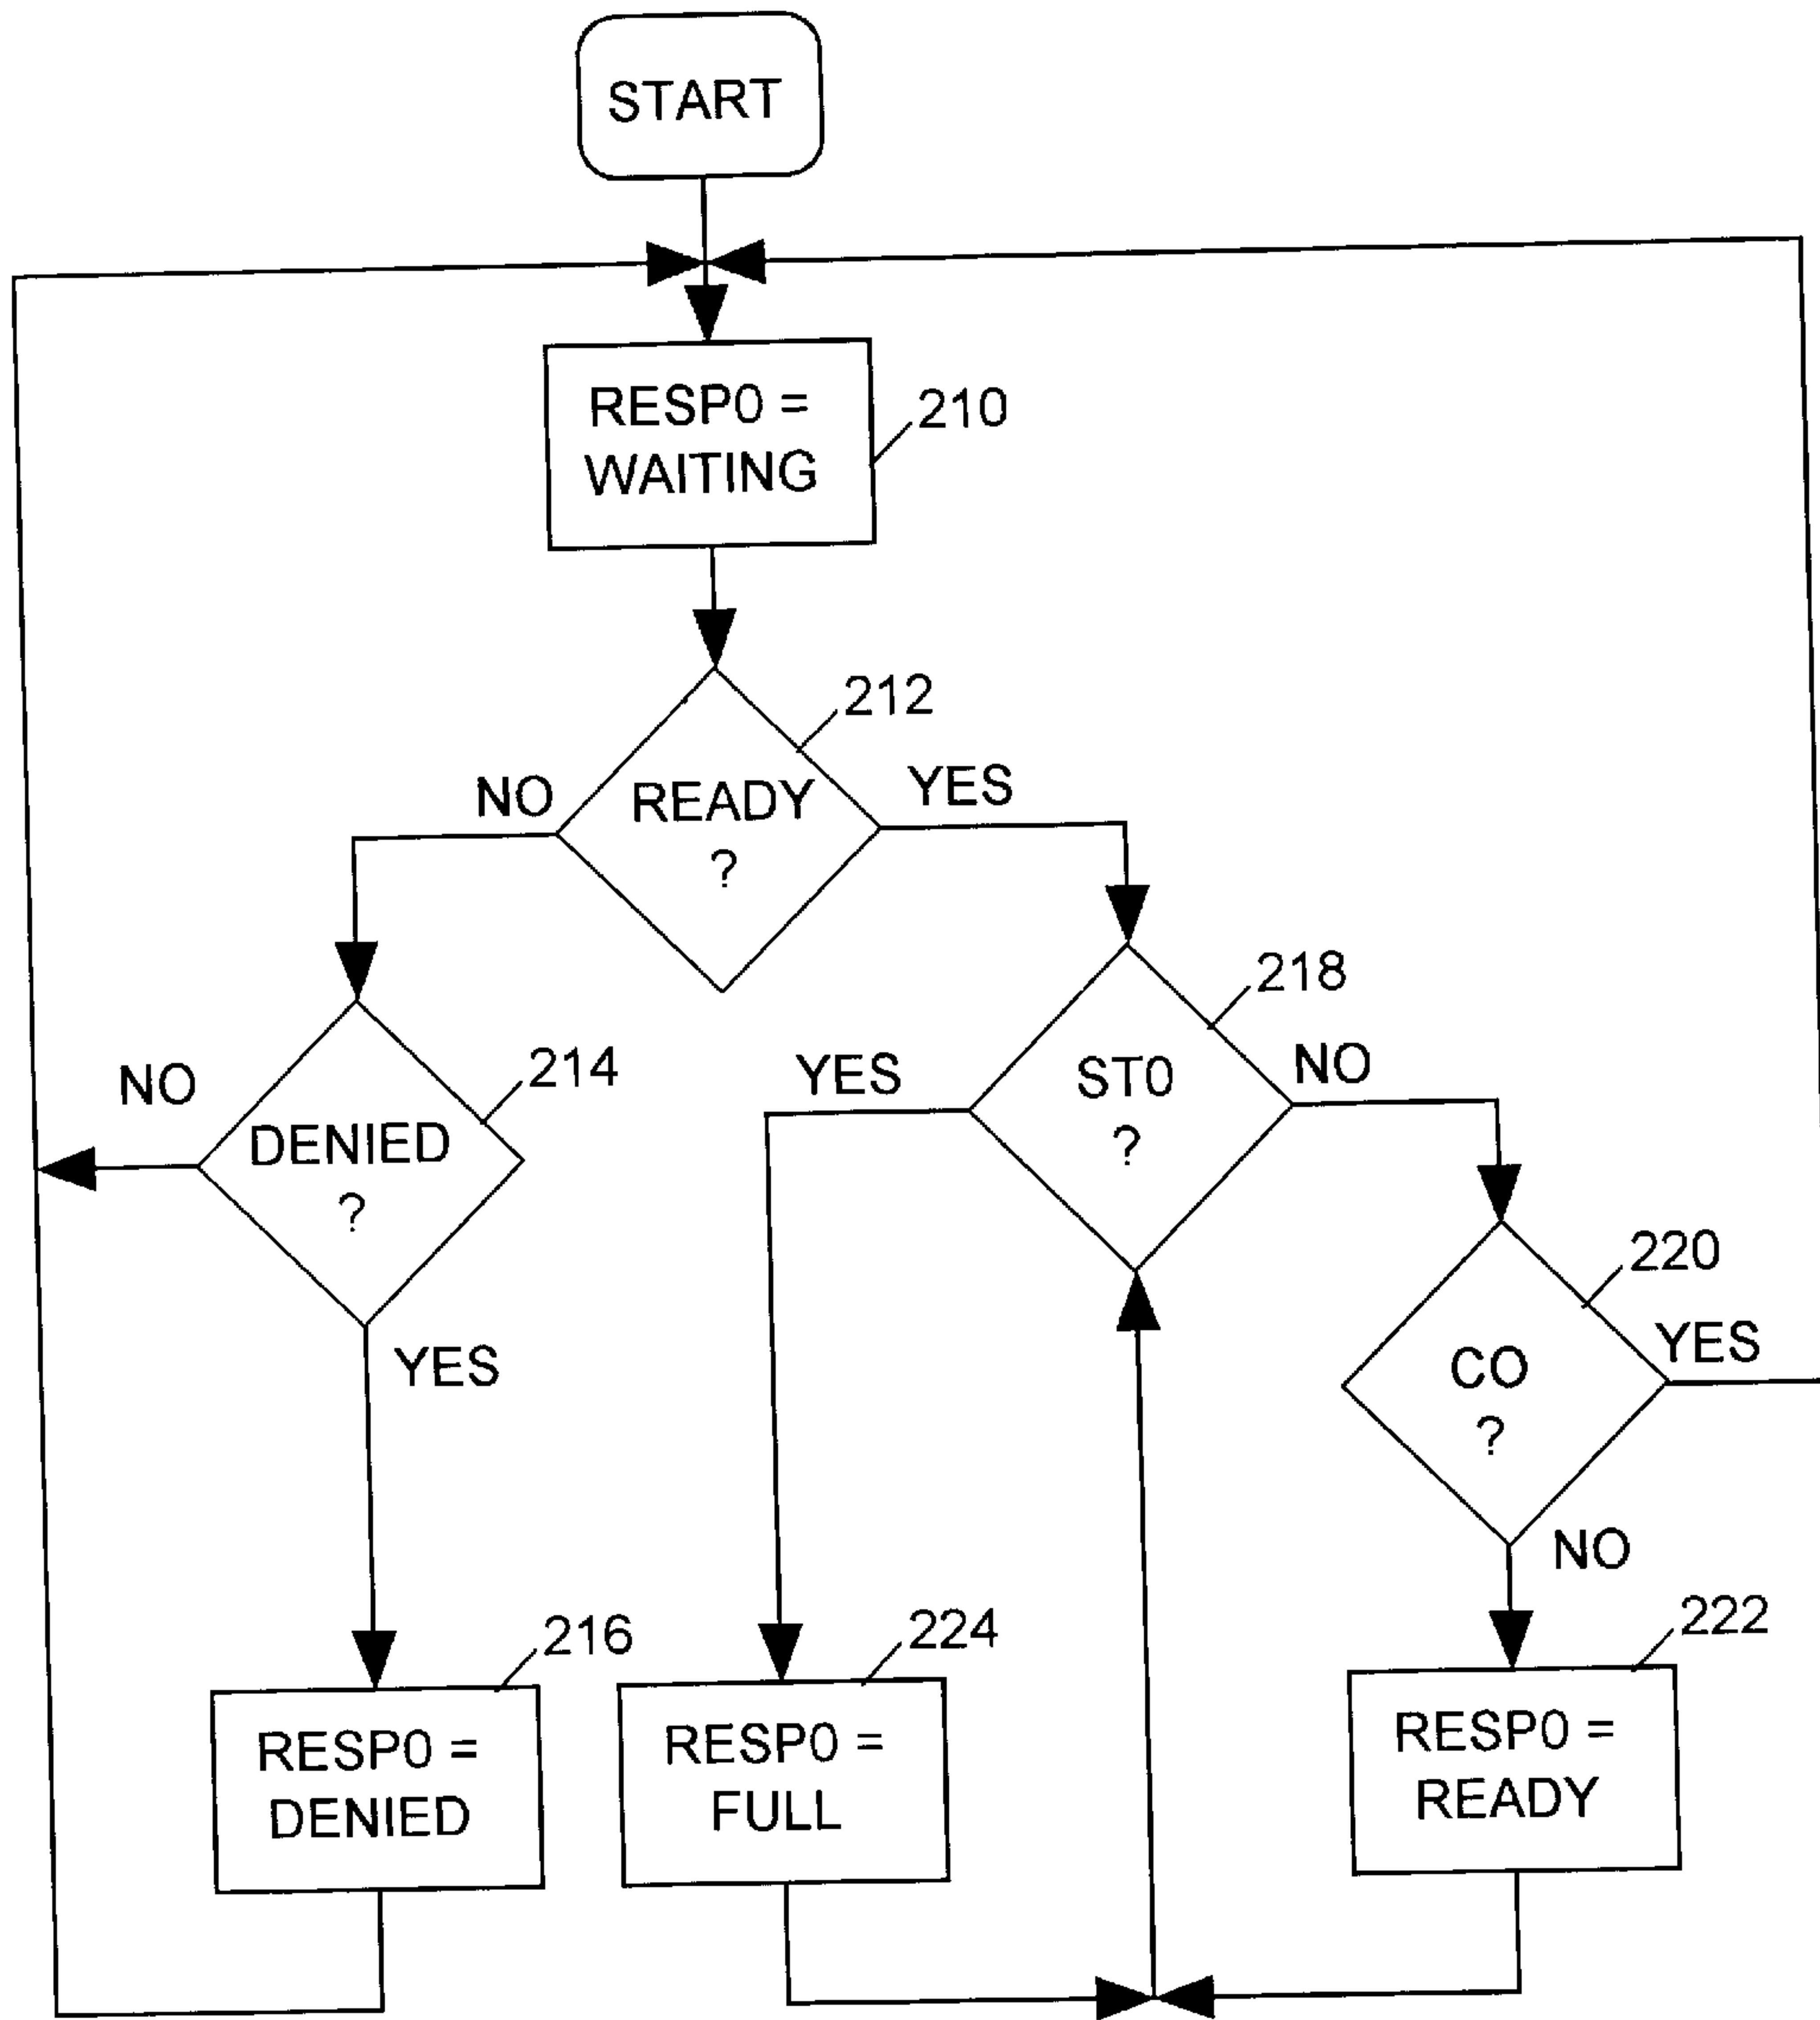 START
RESP0 =
WAITING
210
212
NO
READY
?
YES
218
214
NO
DENIED
?
YES
YES
ST0
?
NO
220
CO
?
YES
NO
216
RESP0 =
DENIED
224
RESP0 =
FULL
222
RESP0 =
READY